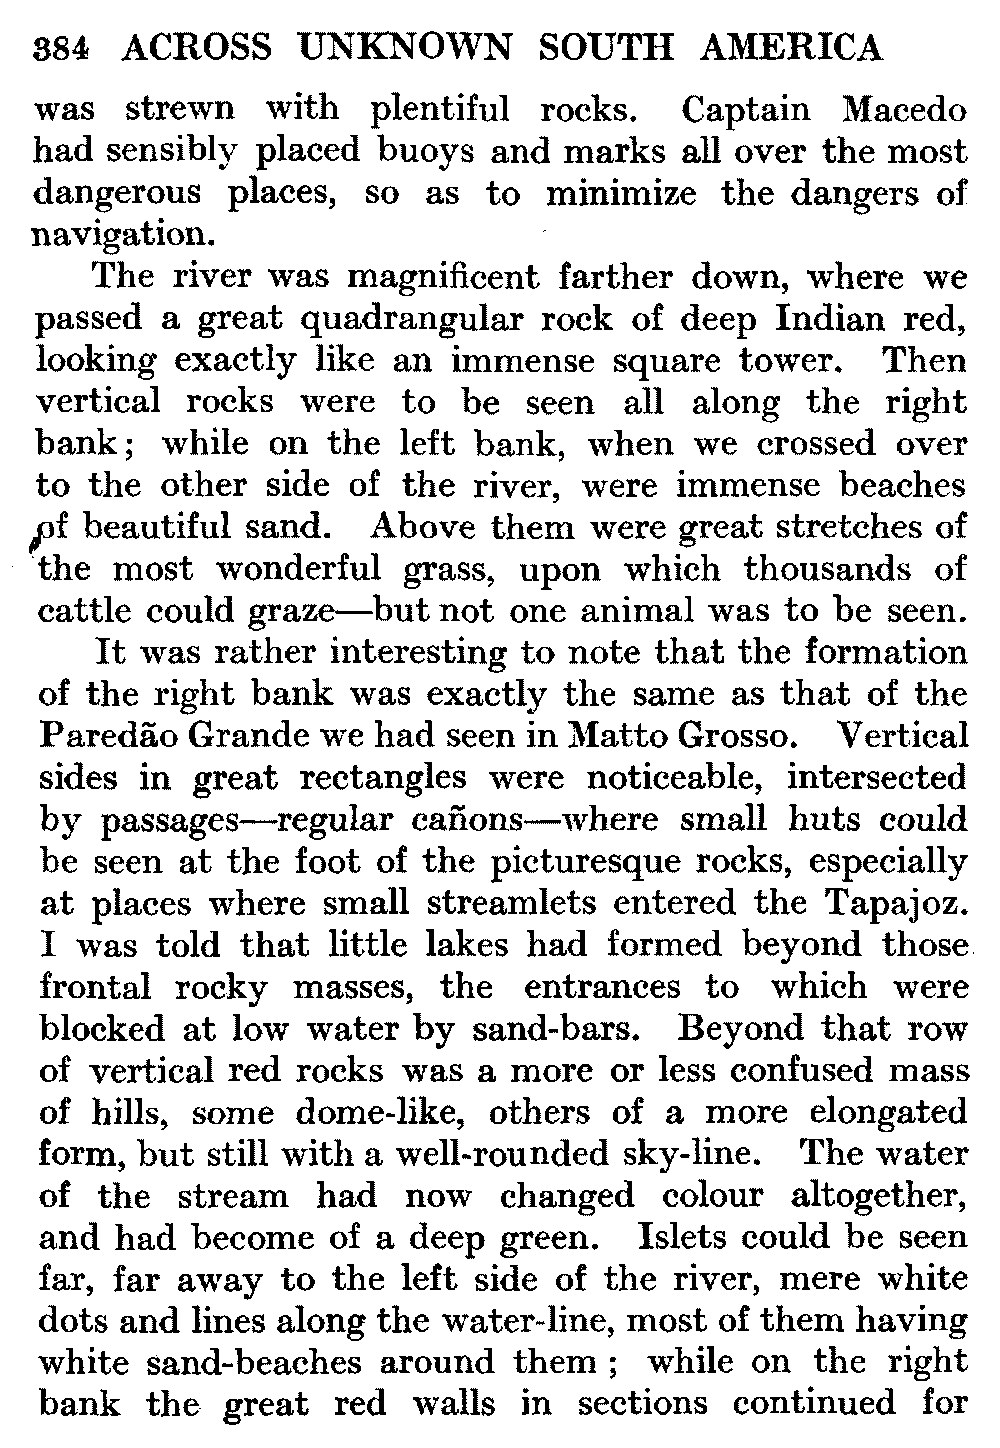 384 ACROSS UNKNOWN SOUTH AMERICA
was strewn with plentiful rocks. Captain Macedo
had sensibly placed buoys and marks all over the most
dangerous places, so as to minimize the dangers of
navigation.
The river was magnificent farther down, where we
passed a great quadrangular rock of deep Indian red,
looking exactly like an immense square tower. Then
vertical rocks were to be seen all along the right
bank; while on the left bank, when we crossed over
to the other side of the river, were immense beaches
of beautiful sand. Above them were great stretches of
the most wonderful grass, upon which thousands of
cattle could graze—but not one animal was to be seen.
It was rather interesting to note that the formation
of the right bank was exactly the same as that of the
Paredão Grande we had seen in Matto Grosso. Vertical
sides in great rectangles were noticeable, intersected
by passages—regular cañons—where small huts could
be seen at the foot of the picturesque rocks, especially
at places where small streamlets entered the Tapajoz.
I was told that little lakes had formed beyond those
frontal rocky masses, the entrances to which were
blocked at low water by sand-bars. Beyond that row
of vertical red rocks was a more or less confused mass
of hills, some dome-like, others of a more elongated
form, but still with a well-rounded sky-line. The water
of the stream had now changed colour altogether,
and had become of a deep green. Islets could be seen
far, far away to the left side of the river, mere white
dots and lines along the water-line, most of them having
white sand-beaches around them ; while on the right
bank the great red walls in sections continued for